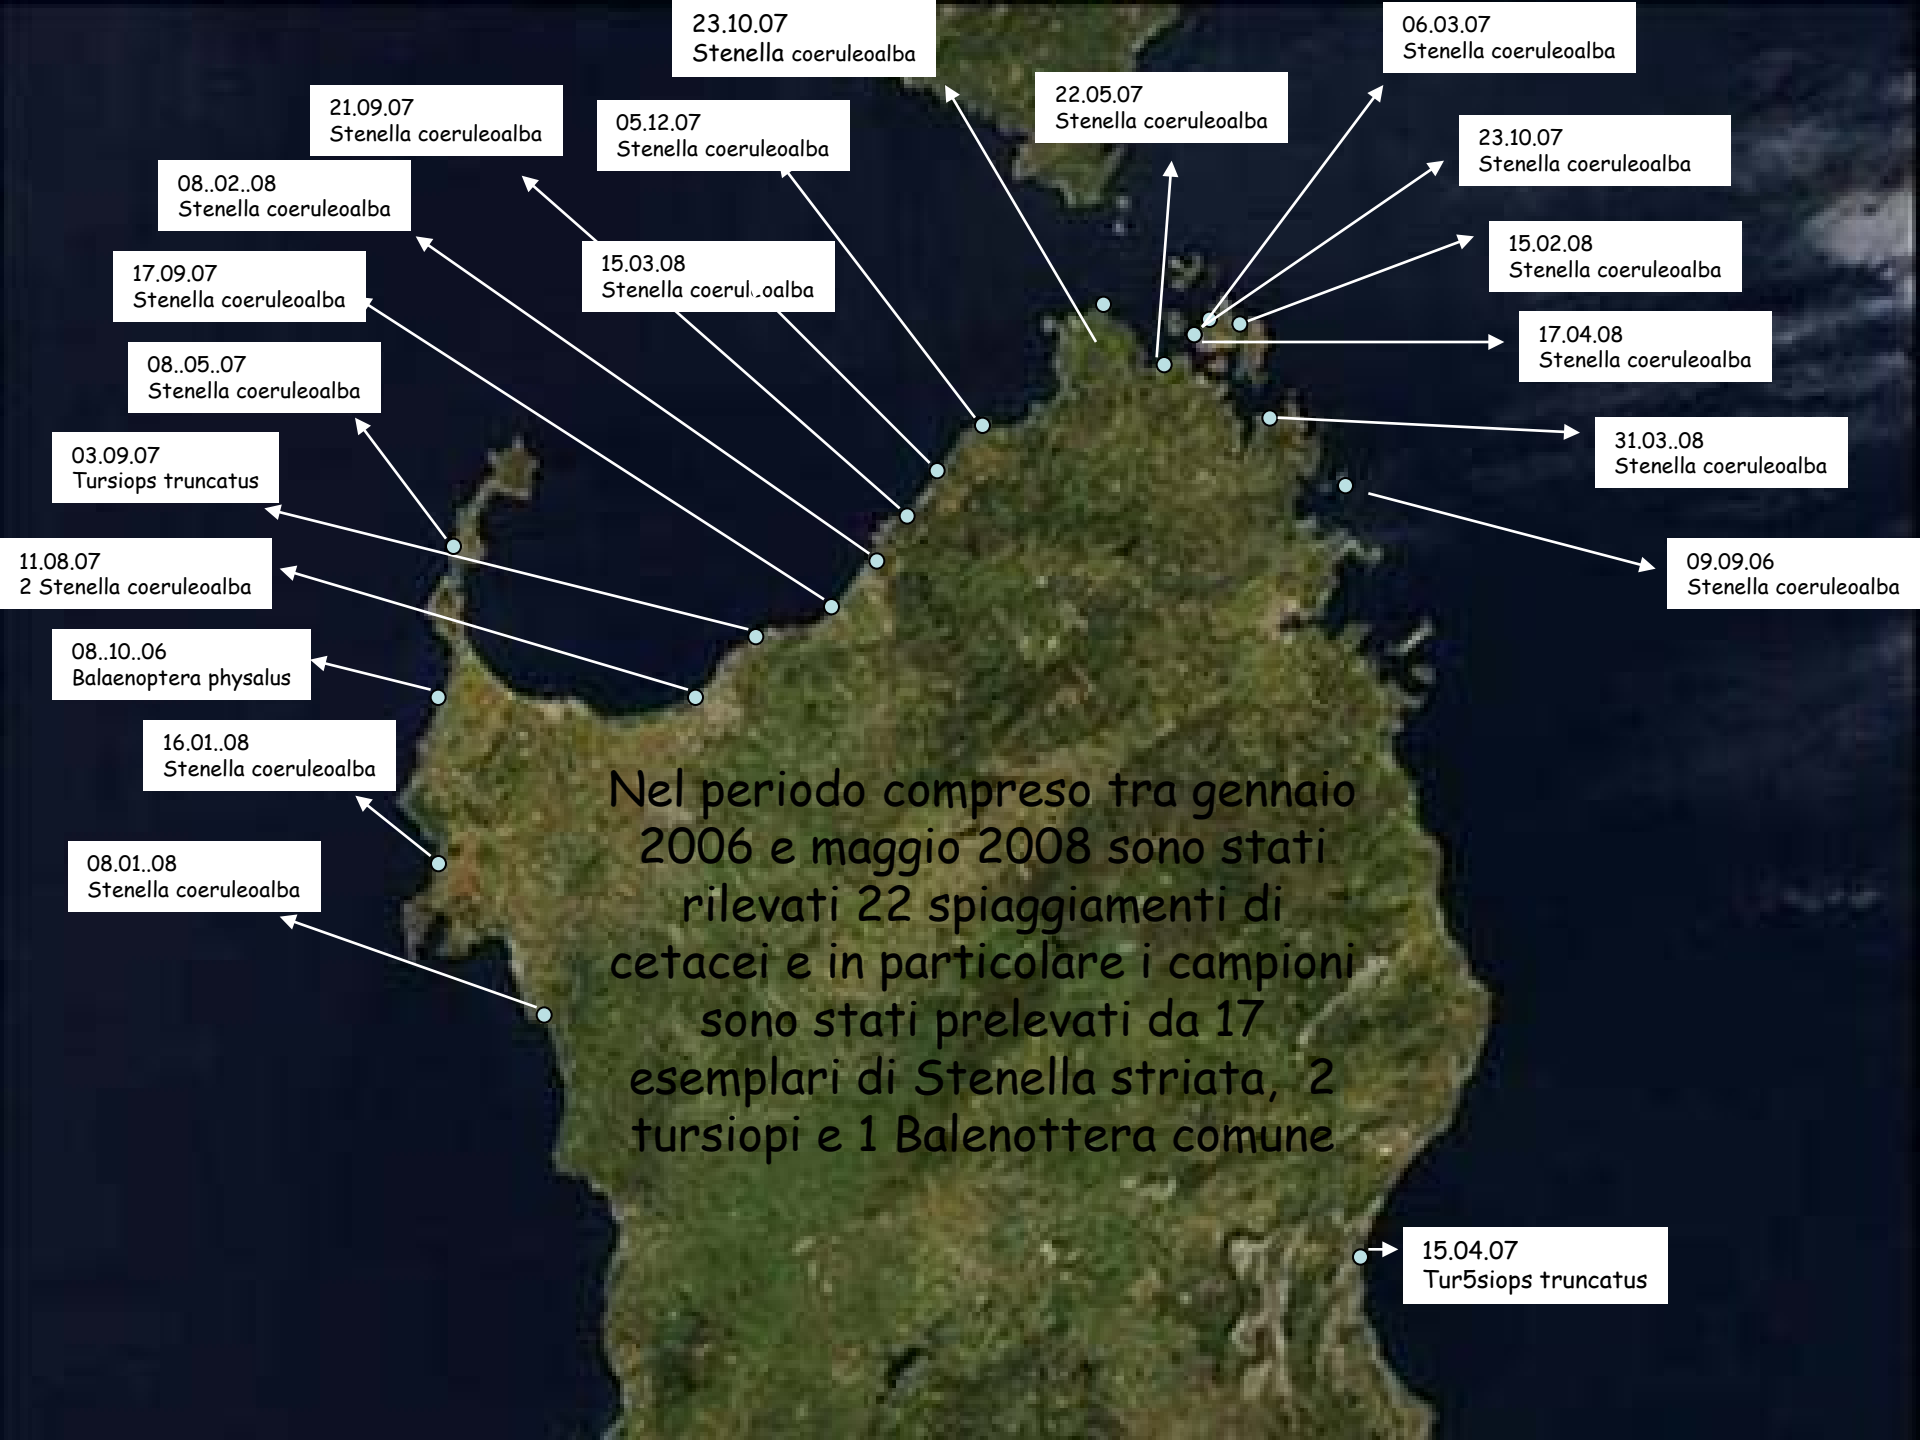 23.10.07
Stenella coeruleoalba
06.03.07
Stenella coeruleoalba
22.05.07
Stenella coeruleoalba
21.09.07
Stenella coeruleoalba
05.12.07
Stenella coeruleoalba
23.10.07
Stenella coeruleoalba
08..02..08
Stenella coeruleoalba
15.02.08
Stenella coeruleoalba
17.09.07
Stenella coeruleoalba
15.03.08
Stenella coeruleoalba
17.04.08
Stenella coeruleoalba
08..05..07
Stenella coeruleoalba
31.03..08
Stenella coeruleoalba
03.09.07
Tursiops truncatus
11.08.07
2 Stenella coeruleoalba
09.09.06
Stenella coeruleoalba
08..10..06
Balaenoptera physalus
16.01..08
Stenella coeruleoalba
08.01..08
Stenella coeruleoalba
Nel periodo compreso tra gennaio
2006 e maggio 2008 sono stati
rilevati 22 spiaggiamenti di
cetacei e in particolare i campioni
sono stati prelevati da 17
esemplari di Stenella striata, 2
tursiopi e 1 Balenottera comune
15.04.07
Tur5siops truncatus